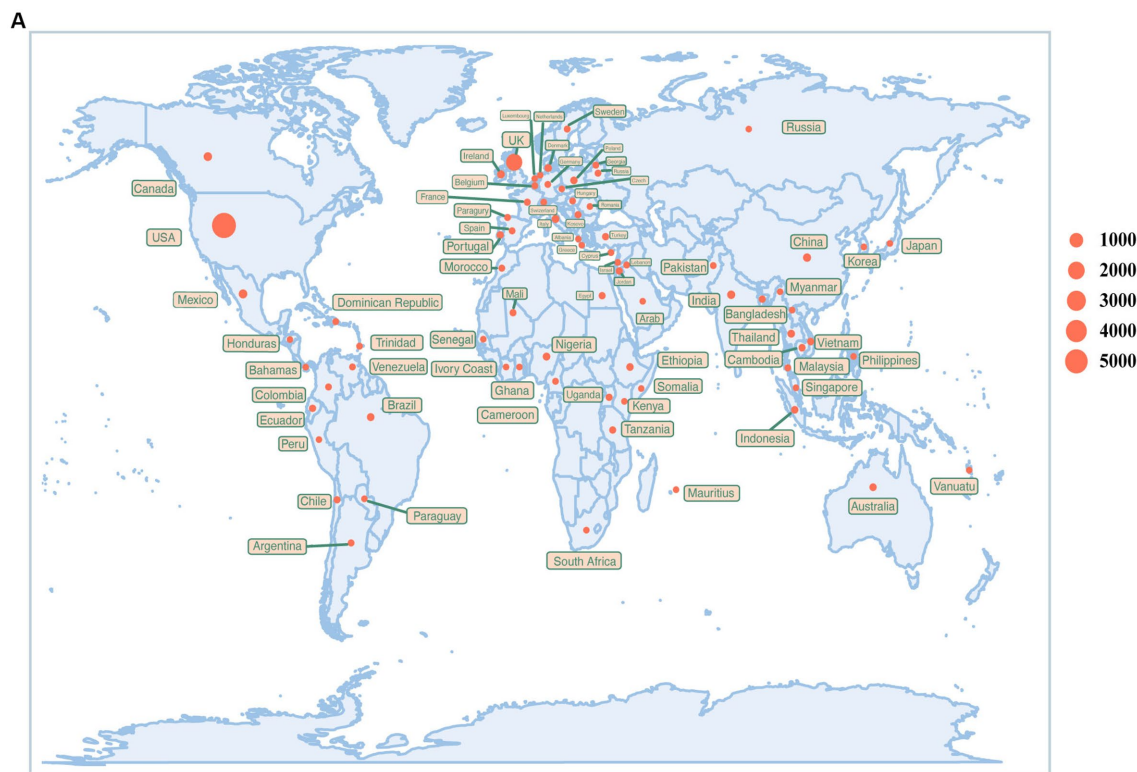 A
Sweden
Luxembourg
Netherlands
Russia
UK
Denmark
Poland
Ireland
Germany
Georgia
Russia
Belgium
Czech
Canada
France
Hungary
Romania
Paragury
Switzerland
Spain
Italy
Kosovo
USA
Portugal
Albania
Turkey
Greece
Cyprus
China
Japan
Korea
Morocco
Israel
Lebanon
Jordan
Pakistan
Mexico
Dominican Republic
Mali
Egypt
Arab
India
Myanmar
Bangladesh
Honduras
Trinidad
Senegal
Nigeria
Thailand
Vietnam
Bahamas
Venezuela
Ivory Coast
Ethiopia
Cambodia
Malaysia
Philippines
Colombia
Ghana
Uganda
Somalia
Singapore
Ecuador
Brazil
Cameroon
Kenya
Peru
Tanzania
Indonesia
Chile
Paraguay
Mauritius
Australia
Vanuatu
Argentina
South Africa
1000
2000
3000
4000
5000